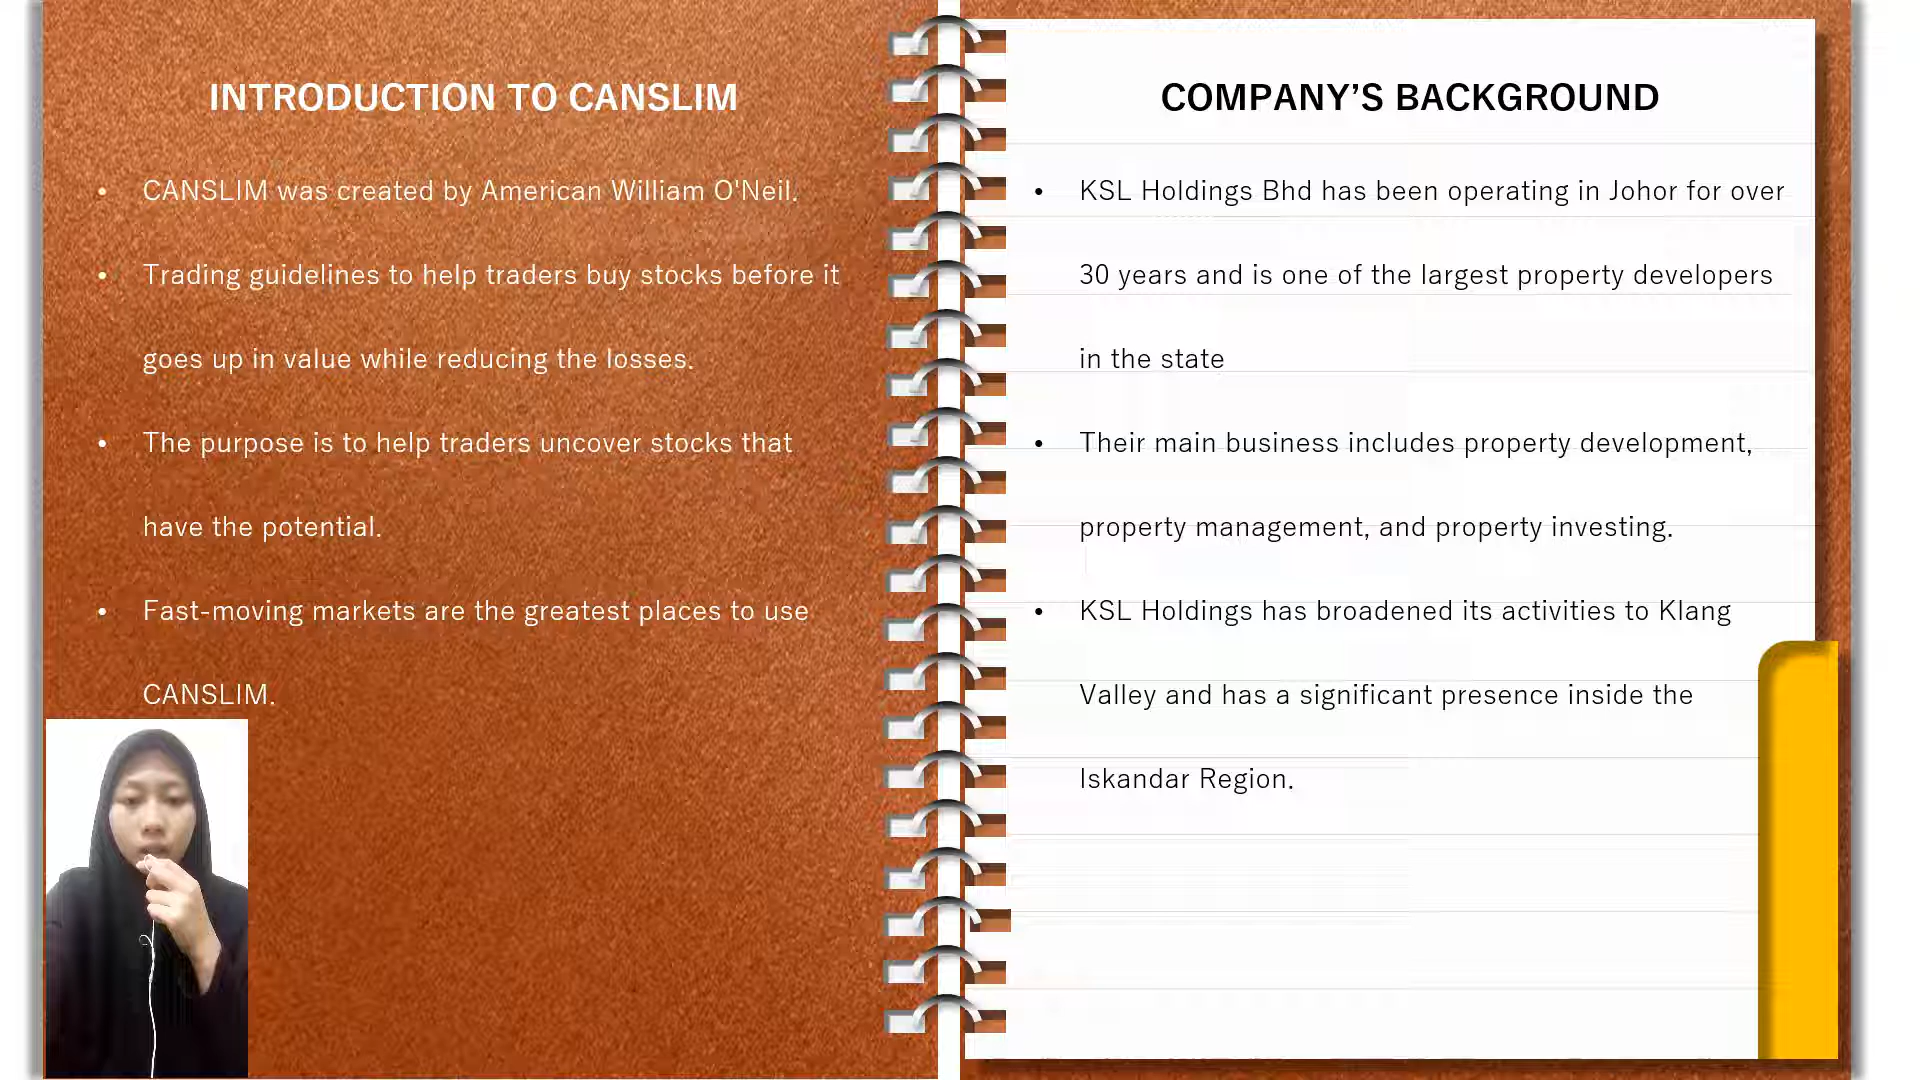 INTRODUCTION TO CANSLIM
• CANSLIM was created by American William O'Neil.
• Trading guidelines to help traders buy stocks before it
goes up in value while reducing the losses.
• The purpose is to help traders uncover stocks that
have the potential.
• Fast-moving markets are the greatest places to use
CANSLIM.
COMPANY’S BACKGROUND
• KSL Holdings Bhd has been operating in Johor for over
30 years and is one of the largest property developers
in the state
• Their main business includes property development,
property management, and property investing.
• KSL Holdings has broadened its activities to Klang
Valley and has a significant presence inside the
Iskandar Region.